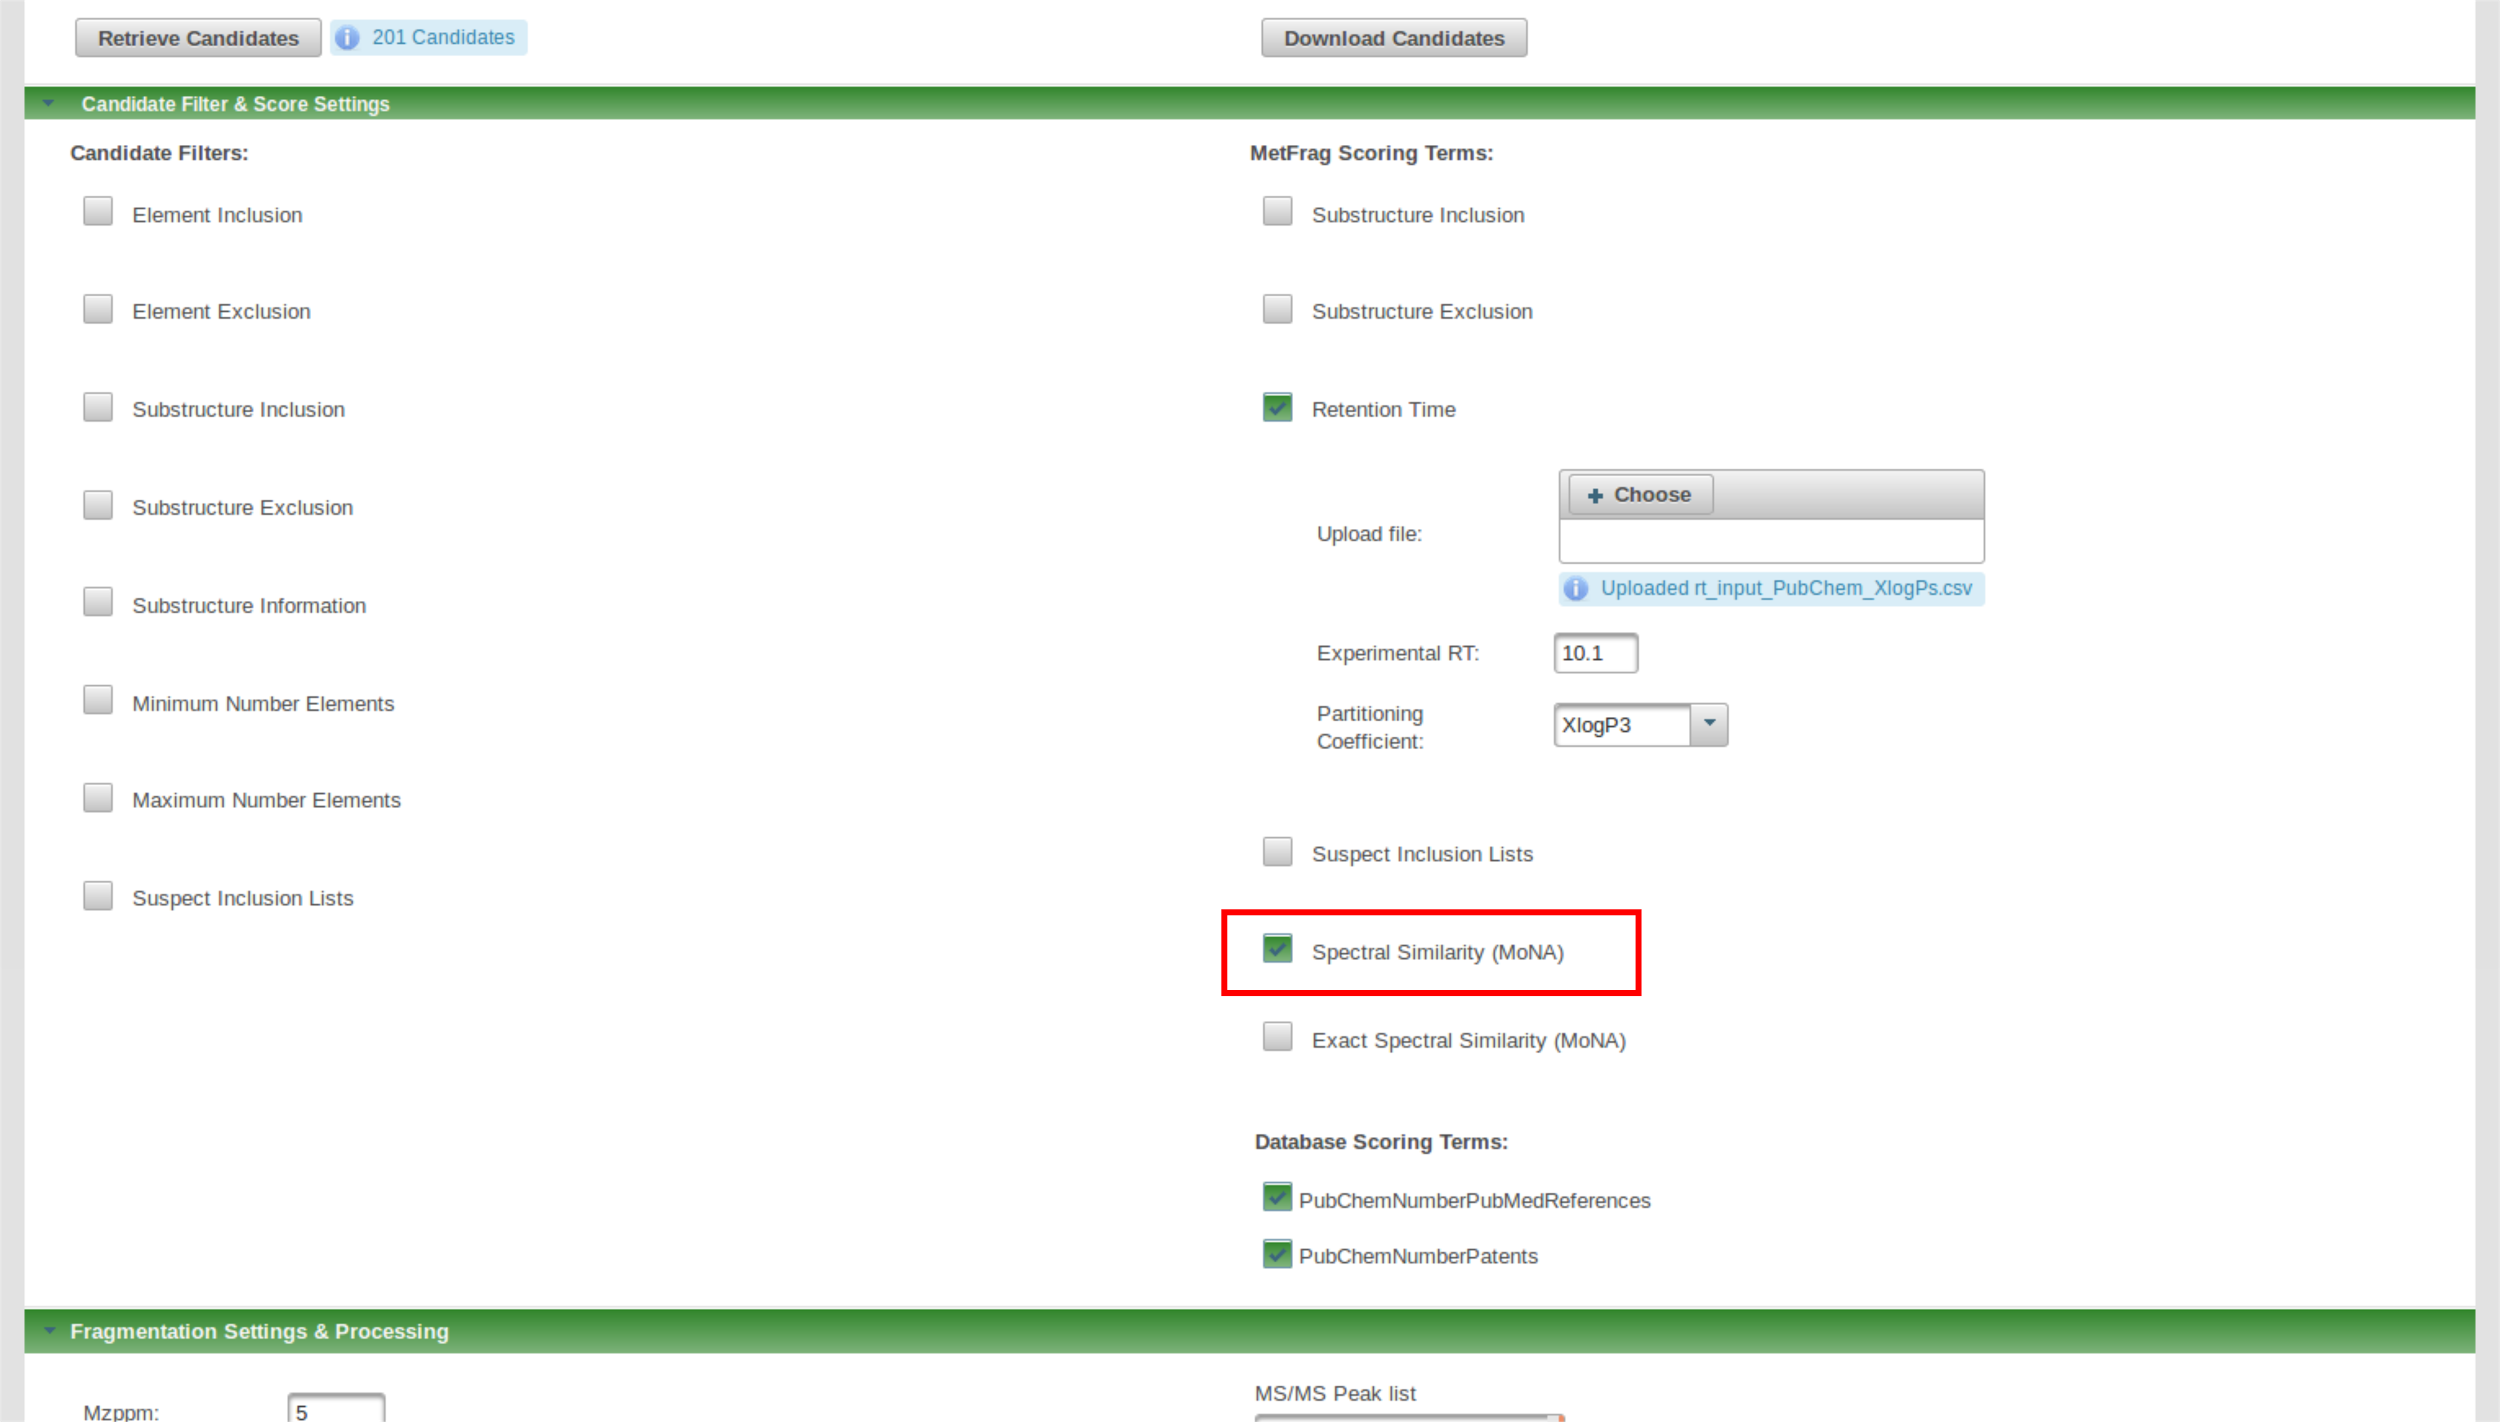 Retrieve Candidates
201 Candidates
Download Candidates
Candidate Filter & Score Settings
Candidate Filters:
Element Inclusion
Element Exclusion
Substructure Inclusion
Substructure Exclusion
Substructure Information
Minimum Number Elements
Maximum Number Elements
Suspect Inclusion Lists
MetFrag Scoring Terms:
Substructure Inclusion
Substructure Exclusion
Retention Time
Choose
Upload file:
Uploaded rt_input_PubChem_XlogPs.csv
Experimental RT:
10.1
Partitioning
Coefficient:
XlogP3
Suspect Inclusion Lists
Spectral Similarity (MoNA)
Exact Spectral Similarity (MoNA)
Database Scoring Terms:
PubChemNumberPubMedReferences
PubChemNumberPatents
Fragmentation Settings & Processing
Mzppm:
5
MS/MS Peak list